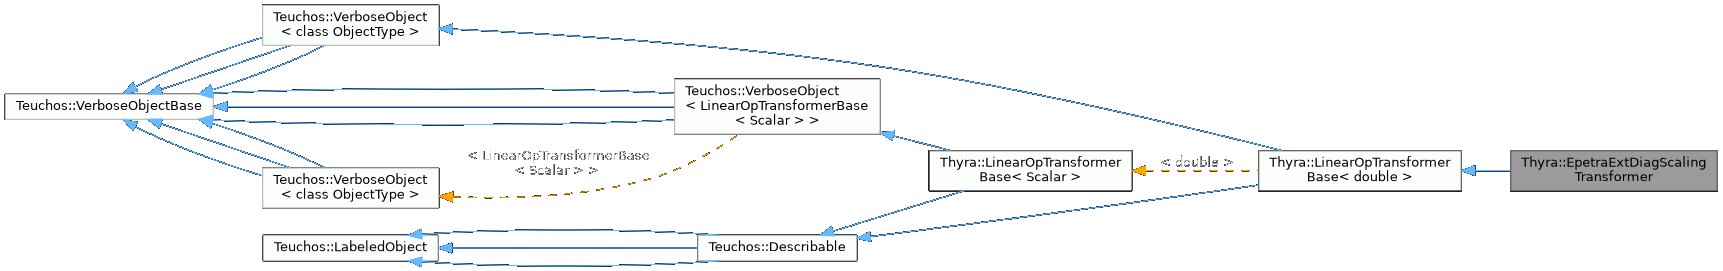 Teuchos::VerboseObject
< class ObjectType >
Teuchos::VerboseObjectBase
Teuchos::VerboseObject
< LinearOpTransformerBase
< Scalar > >
< LinearOpTransformerBase
< Scalar > >
Teuchos::VerboseObject
< class ObjectType >
Thyra::LinearOpTransformer
Base< Scalar >
< double >
Thyra::LinearOpTransformer
Base< double >
Thyra::EpetraExtDiagScaling
Transformer
Teuchos::LabeledObject
Teuchos::Describable